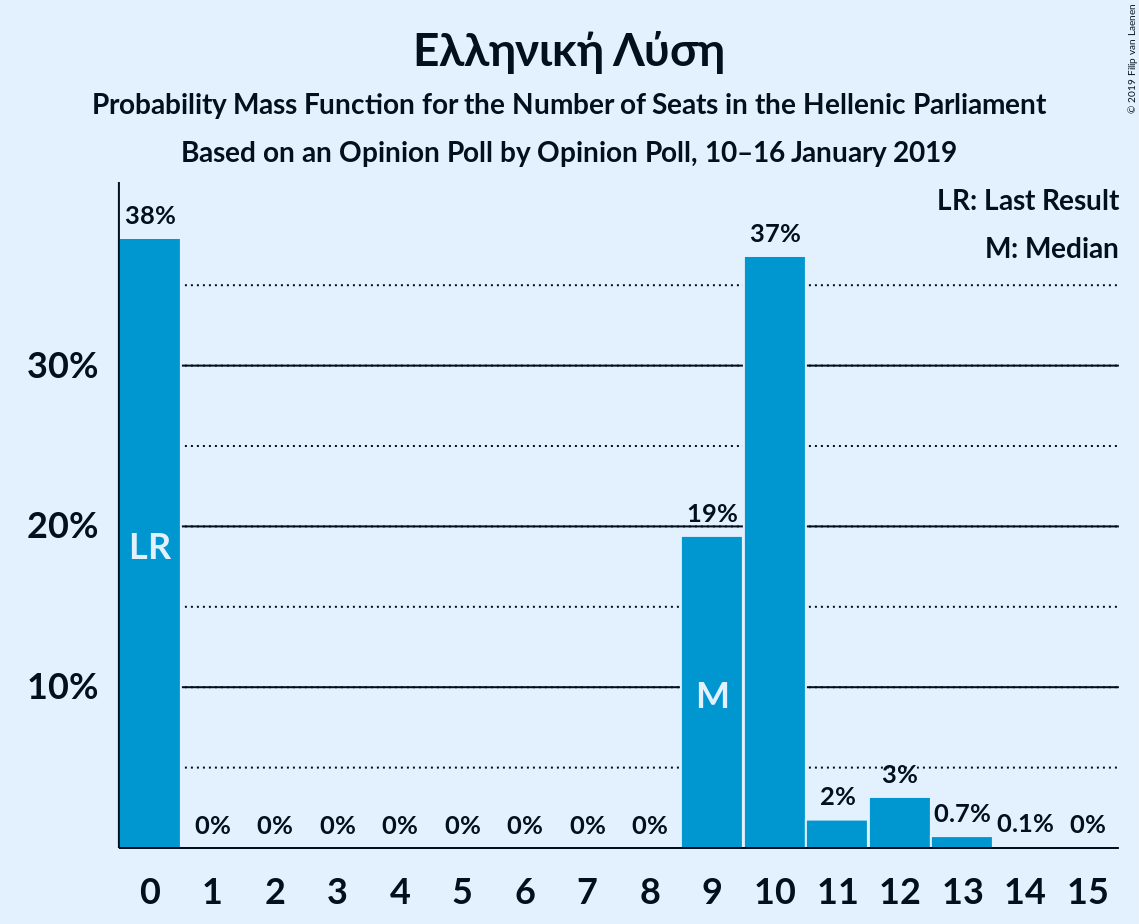 Ελληνική Λύση
Probability Mass Function for the Number of Seats in the Hellenic Parliament
Based on an Opinion Poll by Opinion Poll, 10–16 January 2019
© 2019 Filip van Laenen
LR: Last Result
M: Median
38%
37%
30%
19%
20%
LR
10%
M
3%
2%
0%
0%
0%
0%
0%
0%
0%
0%
0.7%
0.1%
0%
0 1 2 3 4 5 6 7 8 9 10 11 12 13 14 15